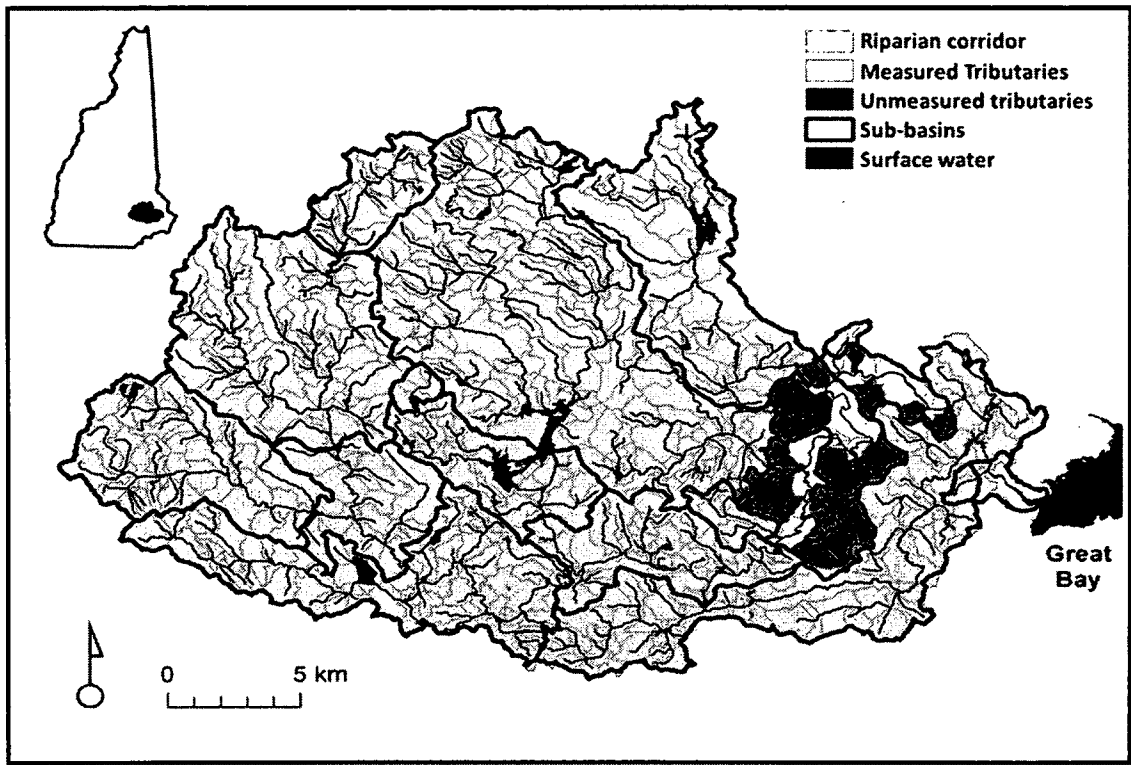 Riparian corridor
Measured Tributaries
Unmeasured tributaries
Sub-basins
Surface water
Great
Bay
0 5 km